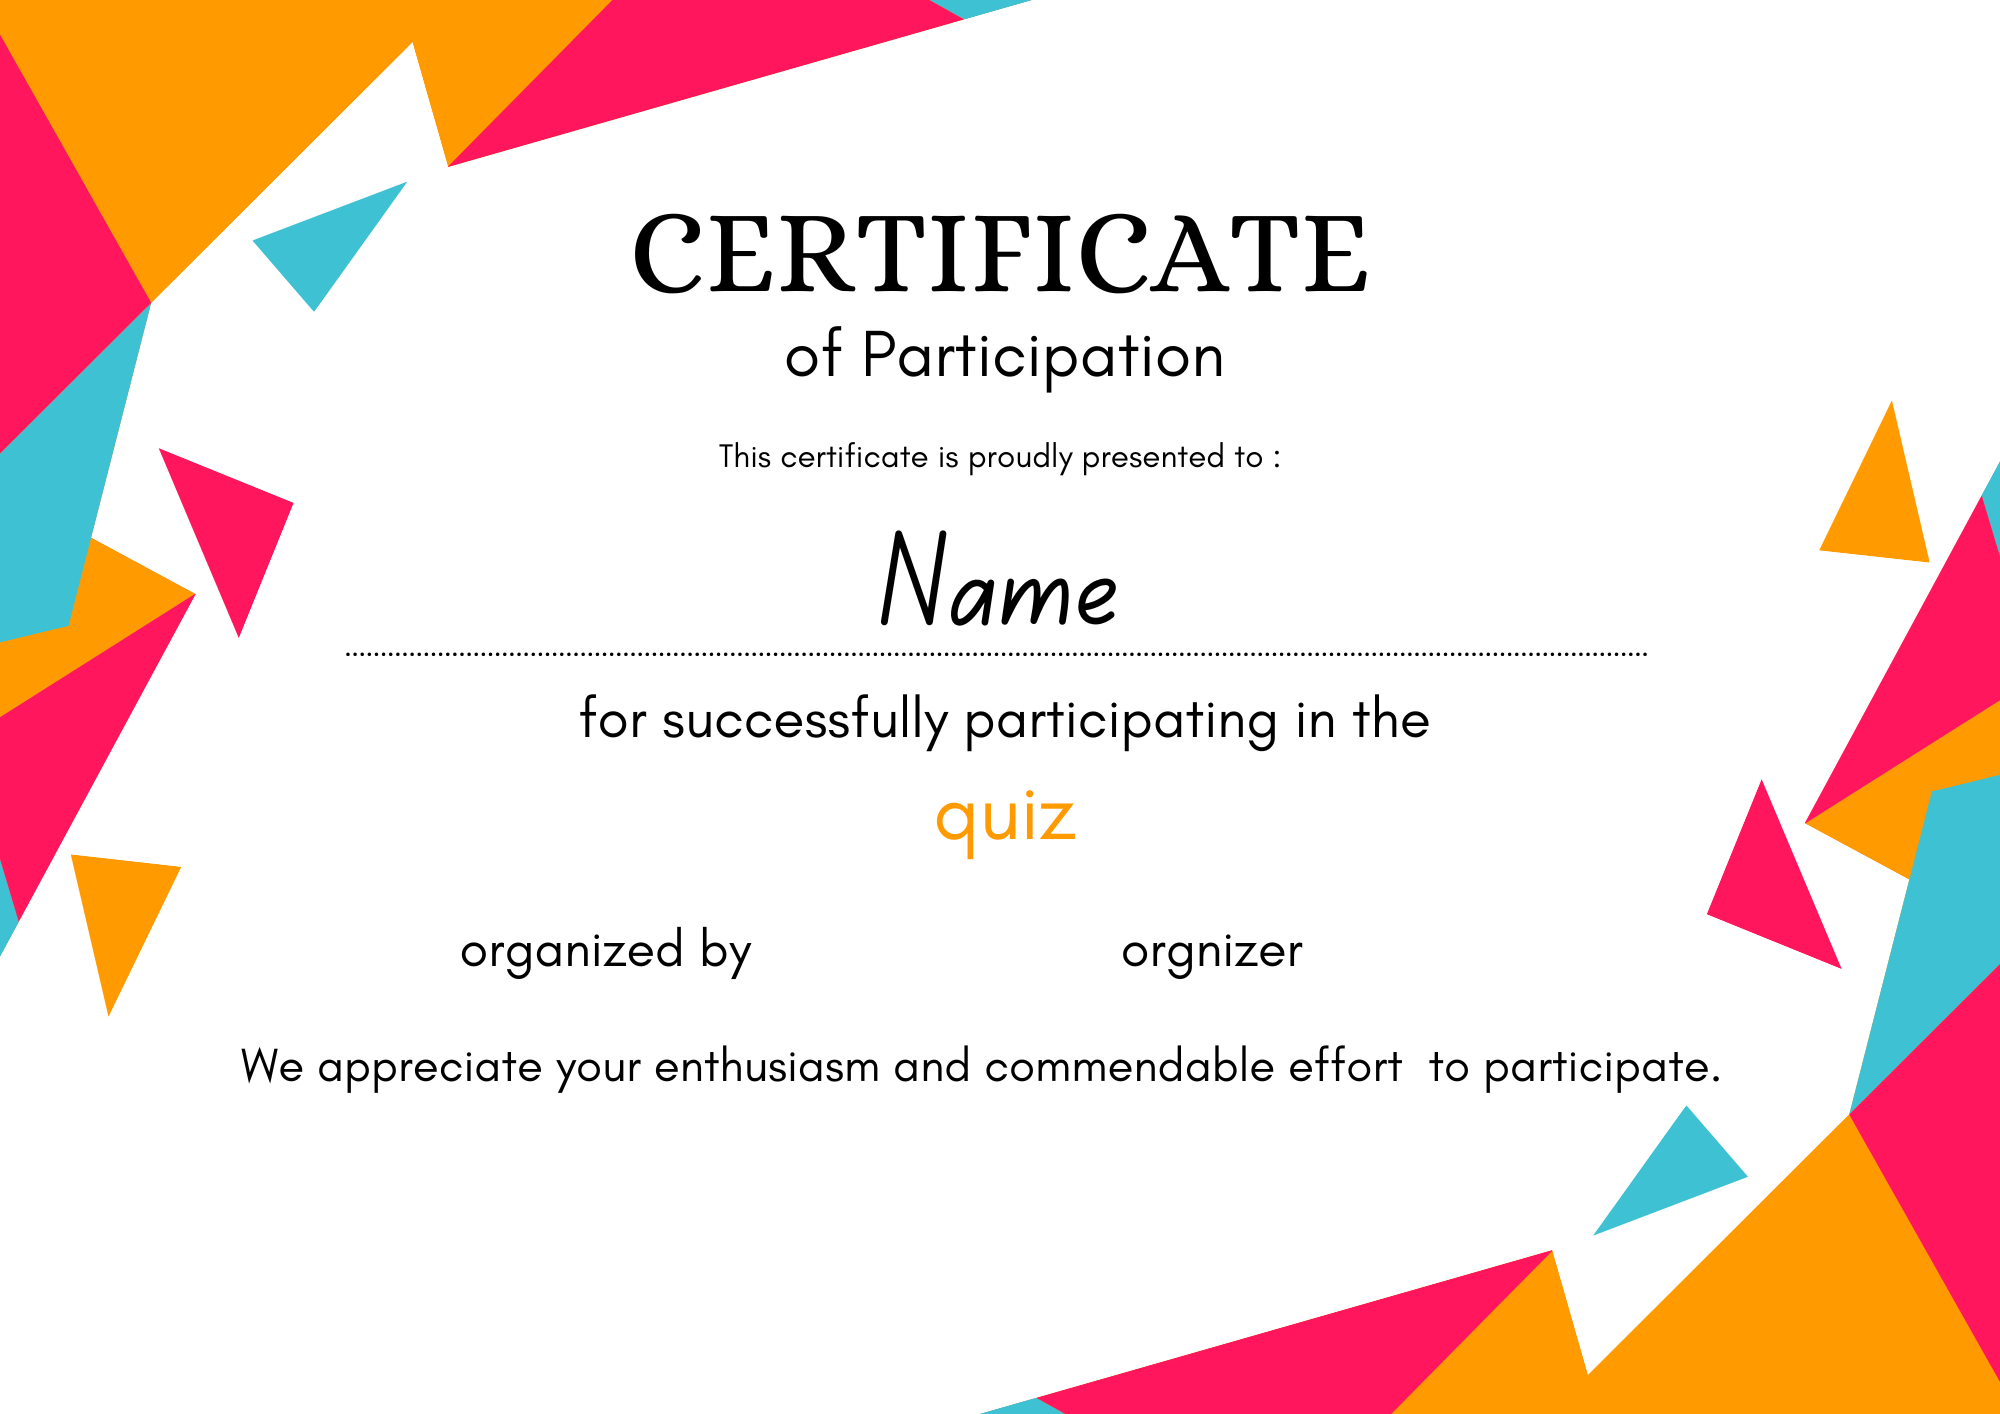 CERTIFICATE
of Participation
This certificate is proudly presented to :
Name
for successfully participating in the
quiz
organized by orgnizer
We appreciate your enthusiasm and commendable effort  to participate.